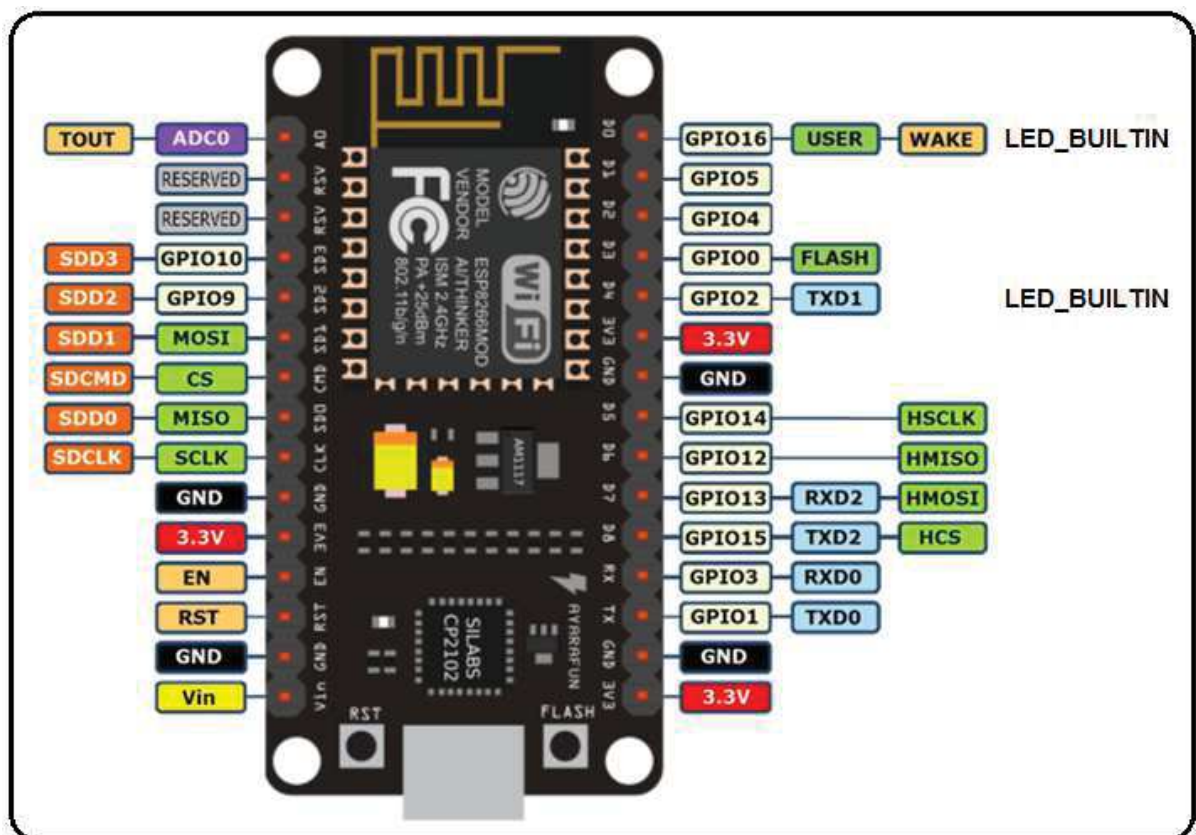 TOUT ADC0 A0 D0 GPIO16 USER WAKE LED_BUILTIN
RESERVED RSV D1 GPIO5
RESERVED RSV D2 GPIO4
SDD3 GPIO10 SD3 D3 GPIO0 FLASH
SDD2 GPIO9 SD2 D4 GPIO2 TXD1 LED_BUILTIN
SDD1 MOSI SD1 3V3 3.3V
SDCMD CS CMD GND GND
SDD0 MISO SD0 D5 GPIO14 HSCLK
SDCLK SCLK CLK D6 GPIO12 HMISO
GND GND D7 GPIO13 RXD2 HMOSI
3.3V 3V3 D8 GPIO15 TXD2 HCS
EN EN RX GPIO3 RXD0
RST RST TX GPIO1 TXD0
GND GND GND GND
Vin Vin 3V3 3.3V
MODEL
VENDOR
ESP8266MOD
AI/THINKER
ISM 2.4GHz
PA +25dBm
802.11b/g/n
FC
WiFi
AM1117
SILABS
CP2102
AYARAFUN
RST FLASH